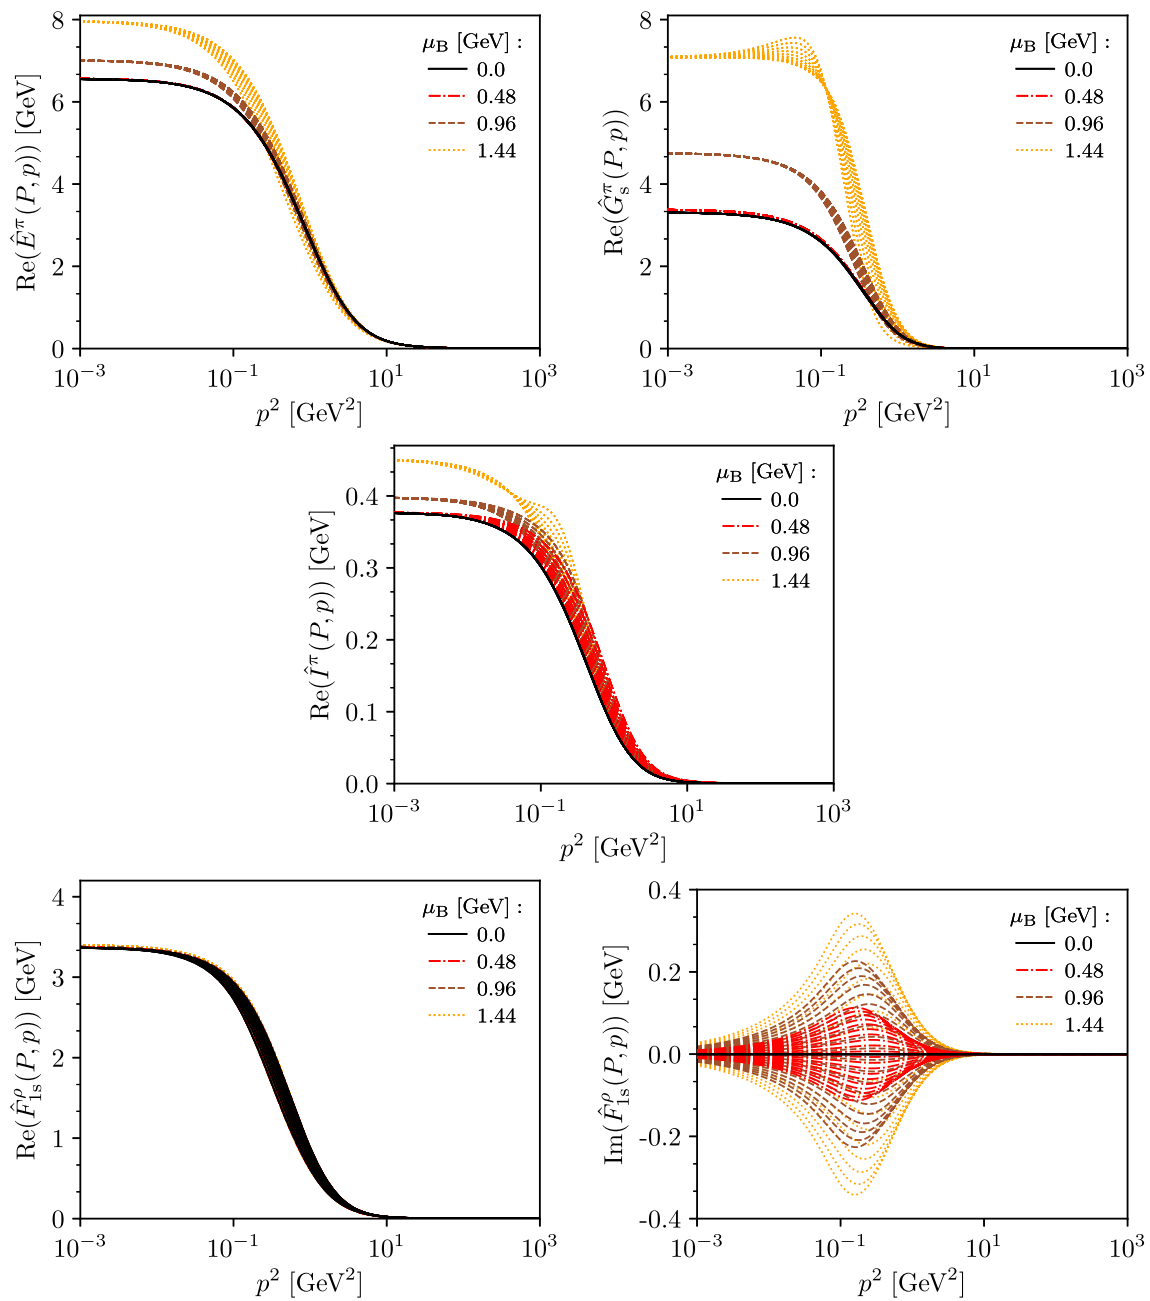 Re(Ê^π(P, p)) [GeV]
8
6
4
2
0
μ_B [GeV] :
0.0
0.48
0.96
1.44
10^−3 10^−1 10^1 10^3
p^2 [GeV^2]
Re(Ĝ_s^π(P, p))
8
6
4
2
0
μ_B [GeV] :
0.0
0.48
0.96
1.44
10^−3 10^−1 10^1 10^3
p^2 [GeV^2]
Re(Î^π(P, p)) [GeV]
0.4
0.3
0.2
0.1
0.0
μ_B [GeV] :
0.0
0.48
0.96
1.44
10^−3 10^−1 10^1 10^3
p^2 [GeV^2]
Re(F̂_1s^ρ(P, p)) [GeV]
4
3
2
1
0
μ_B [GeV] :
0.0
0.48
0.96
1.44
10^−3 10^−1 10^1 10^3
p^2 [GeV^2]
Im(F̂_1s^ρ(P, p)) [GeV]
0.4
0.2
0.0
-0.2
-0.4
μ_B [GeV] :
0.0
0.48
0.96
1.44
10^−3 10^−1 10^1 10^3
p^2 [GeV^2]